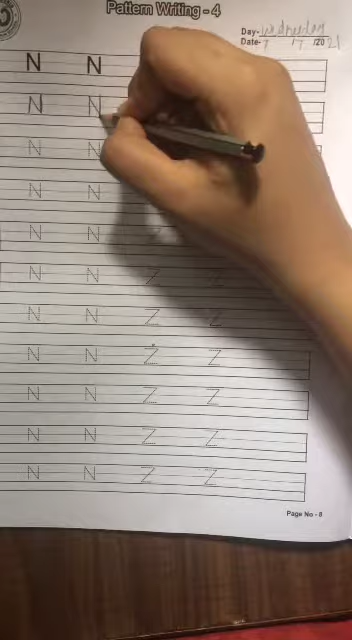 Pattern Writing - 4
Day- Wednesday
Date- 7 / 7 /2021
N N
N N
N N
N N
N N
N N Z Z
N N Z Z
N N Z Z
N N Z Z
N N Z Z
N N Z Z
Page No - 8